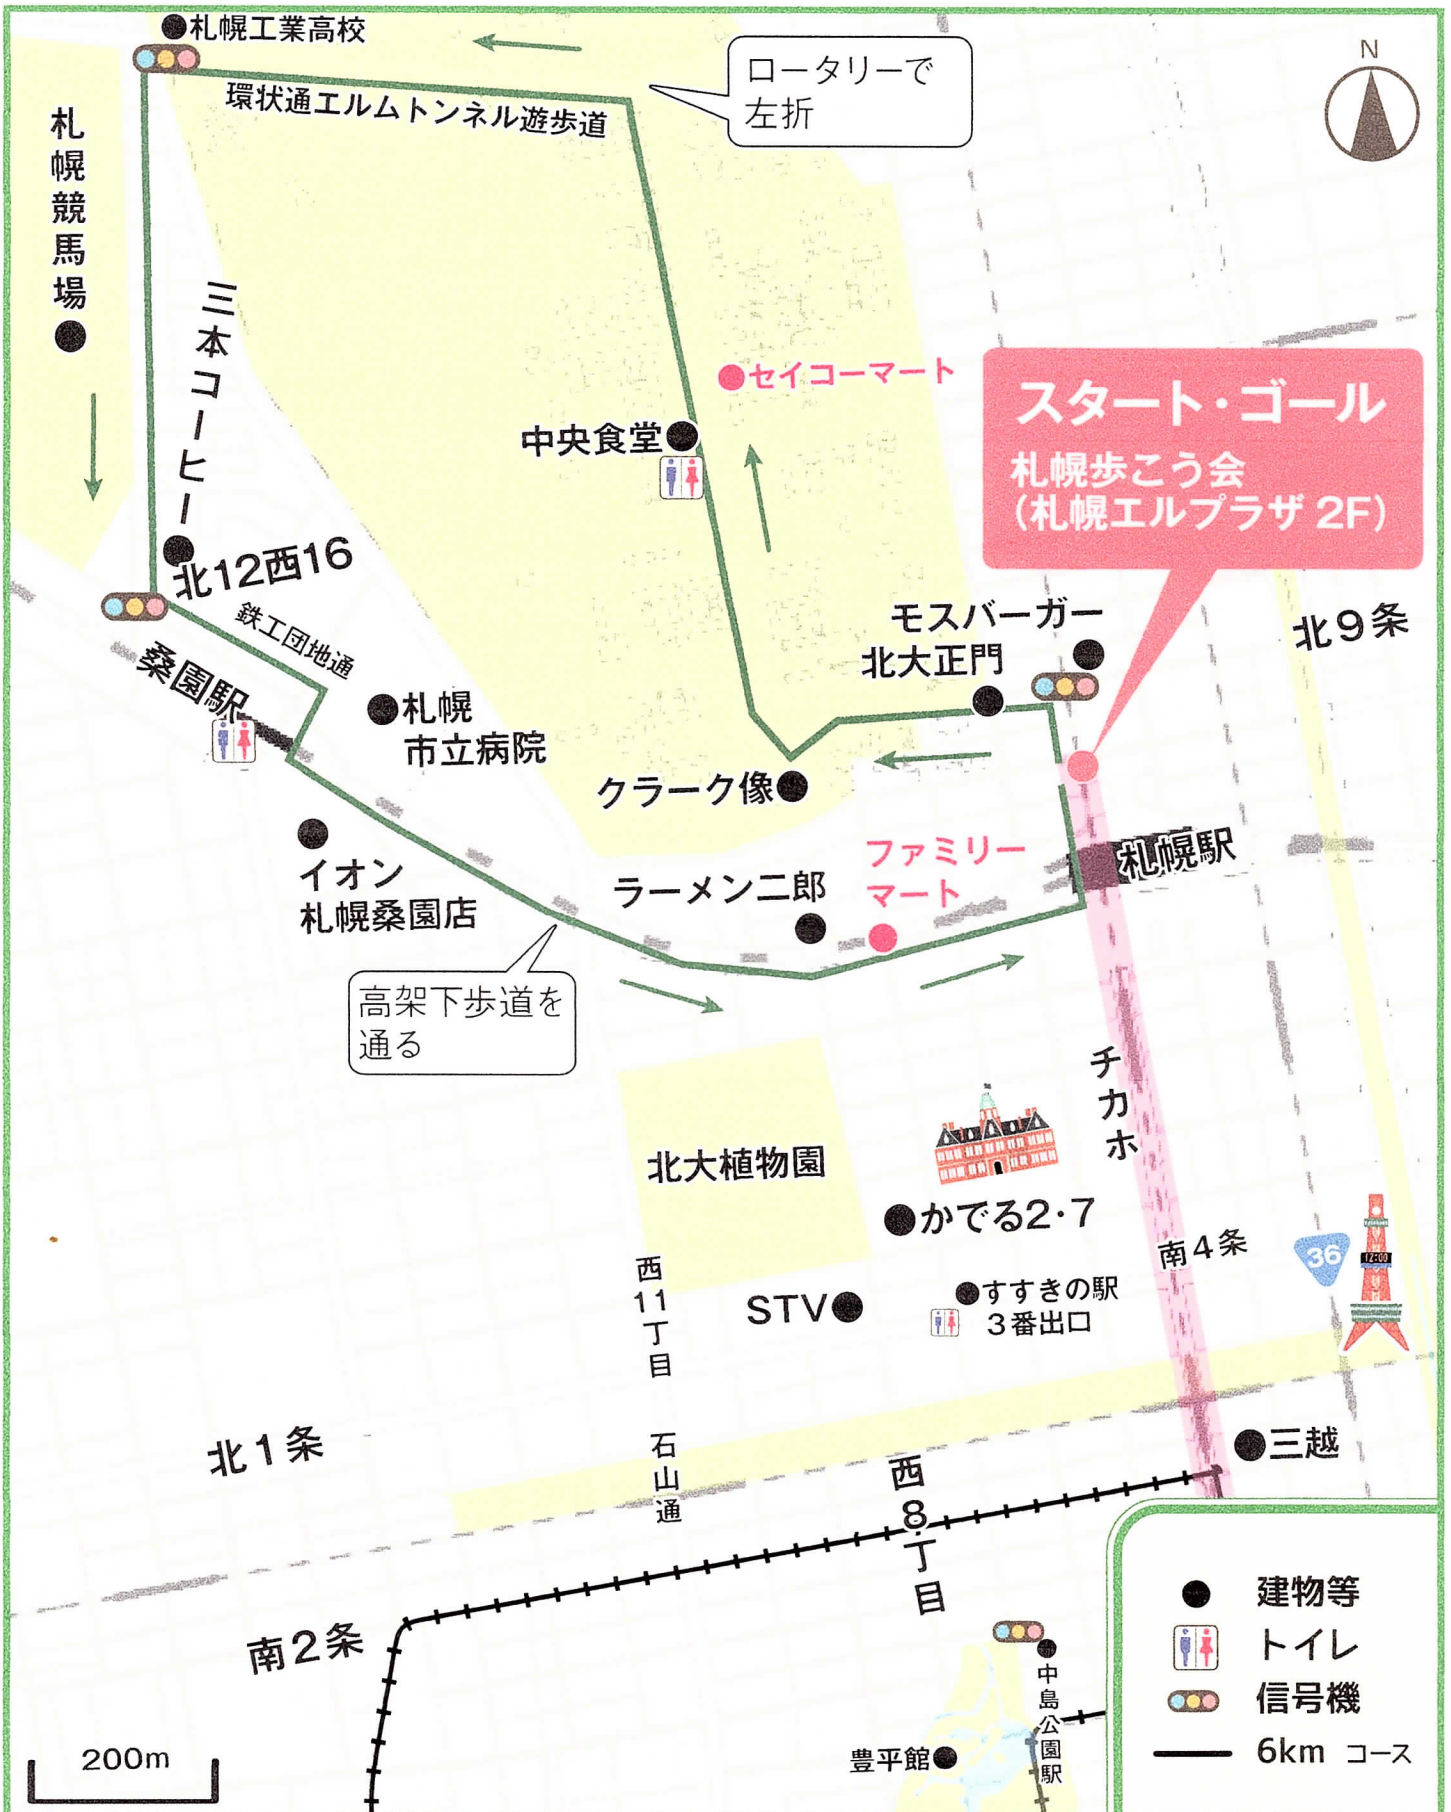 札幌工業高校
ロータリーで
左折
N
環状通エルムトンネル遊歩道
札幌競馬場
三本コーヒー
セイコーマート
中央食堂
スタート・ゴール
札幌歩こう会
(札幌エルプラザ 2F)
北12西16
鉄工団地通
桑園駅
札幌
市立病院
モスバーガー
北大正門
北9条
クラーク像
イオン
札幌桑園店
ラーメン二郎
ファミリー
マート
札幌駅
高架下歩道を
通る
チカホ
北大植物園
かでる2・7
南4条
36
12:00
西11丁目
STV
すすきの駅
3番出口
北1条
石山通
三越
西8丁目
南2条
中島公園駅
豊平館
200m
建物等
トイレ
信号機
6km コース